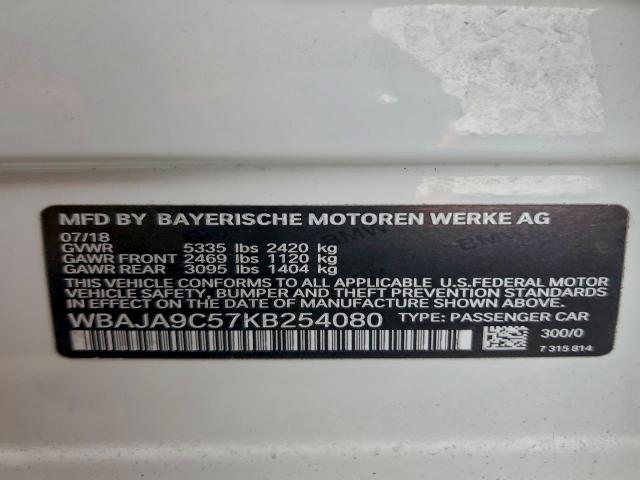 MFD BY BAYERISCHE MOTOREN WERKE AG
07/18
GVWR 5335 lbs 2420 kg
GAWR FRONT 2469 lbs 1120 kg
GAWR REAR 3095 lbs 1404 kg
THIS VEHICLE CONFORMS TO ALL APPLICABLE U.S.FEDERAL MOTOR
VEHICLE SAFETY, BUMPER, AND THEFT PREVENTION STANDARDS
IN EFFECT ON THE DATE OF MANUFACTURE SHOWN ABOVE.
WBAJA9C57KB254080 TYPE: PASSENGER CAR
300/0
7 315 814